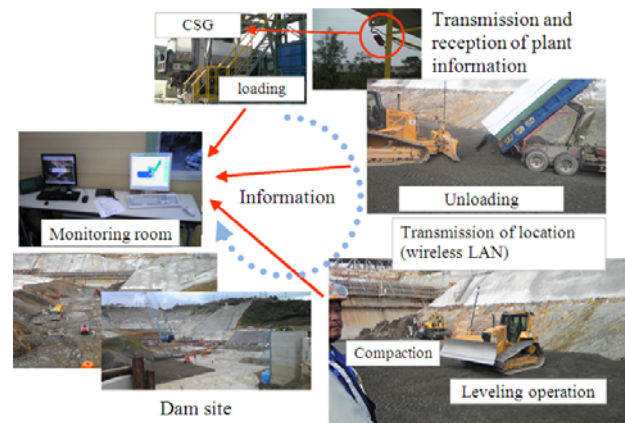 CSG
loading
Transmission and
reception of plant
information
Unloading
Monitoring room
Information
Transmission of location
(wireless LAN)
Compaction
Leveling operation
Dam site